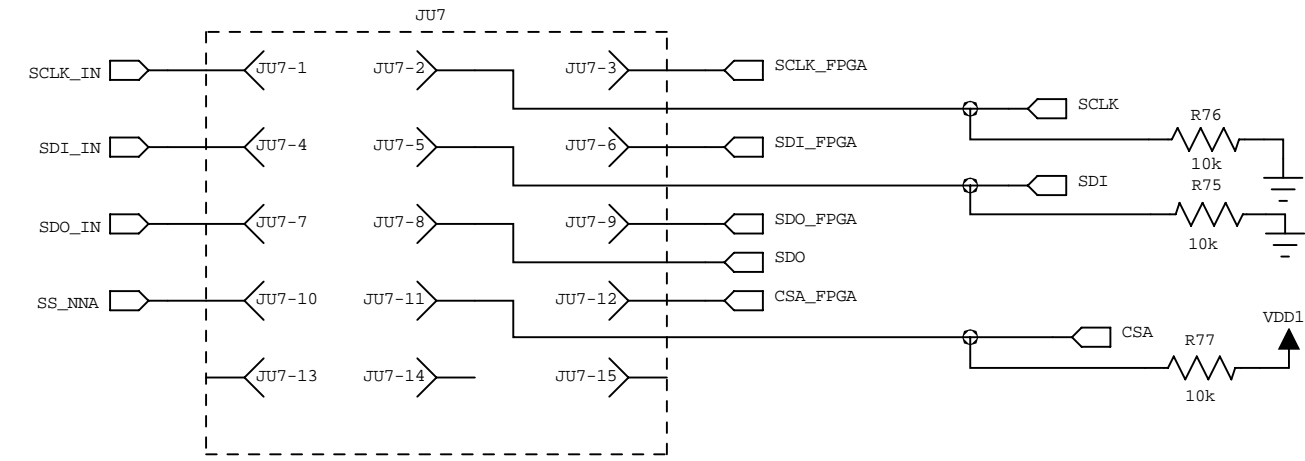 JU7
SCLK_IN JU7-1 JU7-2 JU7-3 SCLK_FPGA
SCLK
R76
SDI_IN JU7-4 JU7-5 JU7-6 SDI_FPGA
10k
SDI
R75
SDO_IN JU7-7 JU7-8 JU7-9 SDO_FPGA
10k
SDO
SS_NNA JU7-10 JU7-11 JU7-12 CSA_FPGA
VDD1
CSA
R77
JU7-13 JU7-14 JU7-15
10k